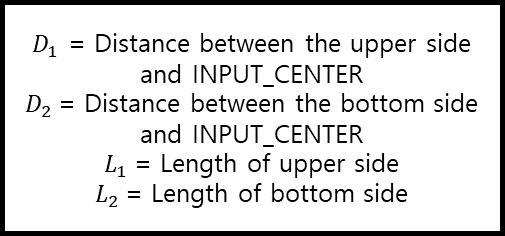 D₁ = Distance between the upper side
and INPUT_CENTER
D₂ = Distance between the bottom side
and INPUT_CENTER
L₁ = Length of upper side
L₂ = Length of bottom side